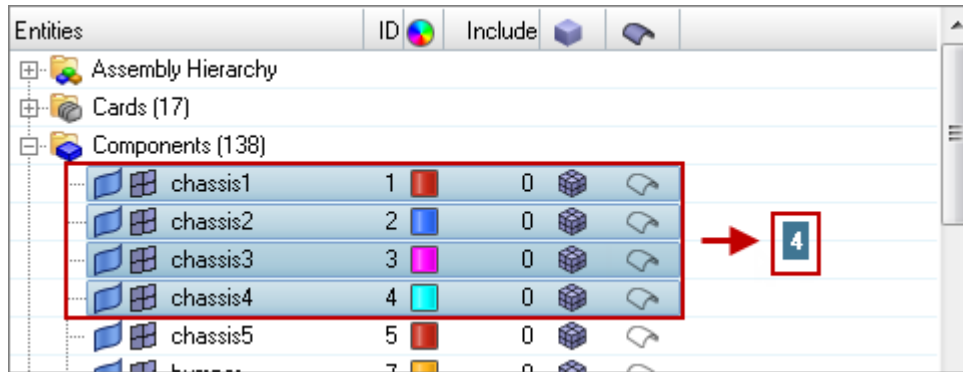 Entities ID Include
Assembly Hierarchy
Cards (17)
Components (138)
chassis1 1 0
chassis2 2 0
4
chassis3 3 0
chassis4 4 0
chassis5 5 0